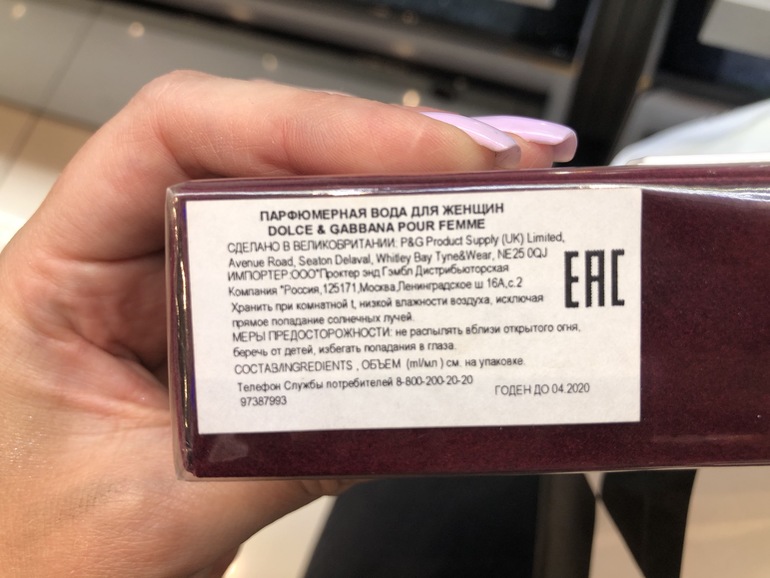 ПАРФЮМЕРНАЯ ВОДА ДЛЯ ЖЕНЩИН
DOLCE & GABBANA POUR FEMME
СДЕЛАНО В ВЕЛИКОБРИТАНИИ: P&G Product Supply (UK) Limited,
Avenue Road, Seaton Delaval, Whitley Bay Tyne&Wear, NE25 0QJ
ИМПОРТЕР:ООО"Проктер энд Гэмбл Дистрибьюторская
Компания "Россия,125171,Москва,Ленинградское ш 16А,с.2
EAC
Хранить при комнатной t, низкой влажности воздуха, исключая
прямое попадание солнечных лучей.
МЕРЫ ПРЕДОСТОРОЖНОСТИ: не распылять вблизи открытого огня,
беречь от детей, избегать попадания в глаза.
СОСТАВ/INGREDIENTS , ОБЪЕМ (ml/мл ) см. на упаковке.
Телефон Службы потребителей 8-800-200-20-20
97387993
ГОДЕН ДО 04.2020